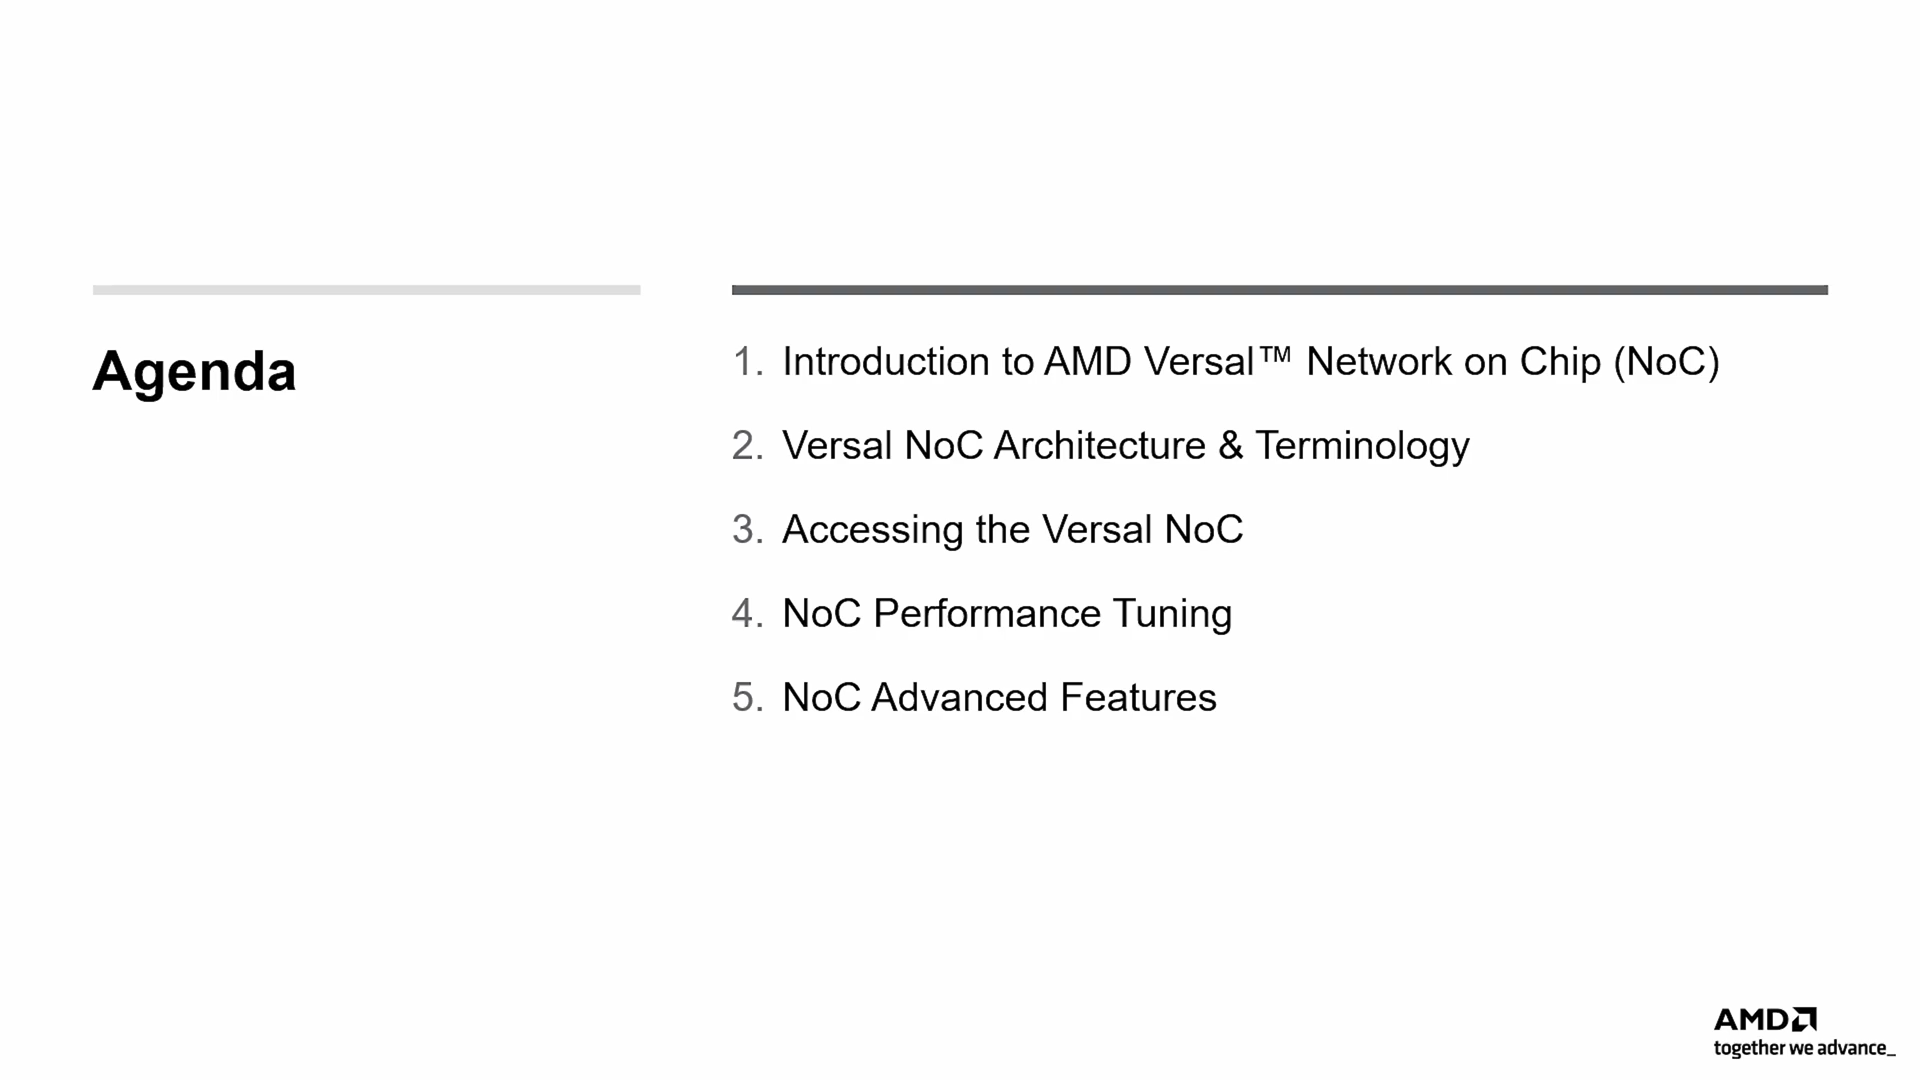 Agenda
1. Introduction to AMD Versal™ Network on Chip (NoC)
2. Versal NoC Architecture & Terminology
3. Accessing the Versal NoC
4. NoC Performance Tuning
5. NoC Advanced Features
AMD
together we advance_